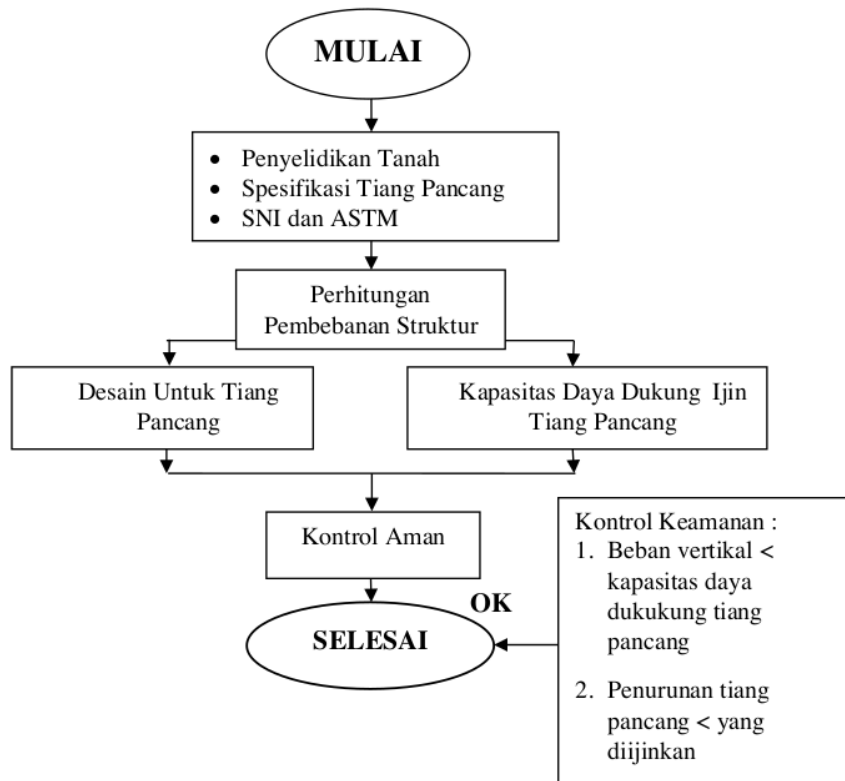 MULAI
• Penyelidikan Tanah
• Spesifikasi Tiang Pancang
• SNI dan ASTM
Perhitungan
Pembebanan Struktur
Desain Untuk Tiang
Pancang
Kapasitas Daya Dukung Ijin
Tiang Pancang
Kontrol Aman
OK
SELESAI
Kontrol Keamanan :
1. Beban vertikal <
kapasitas daya
dukukung tiang
pancang
2. Penurunan tiang
pancang < yang
diijinkan